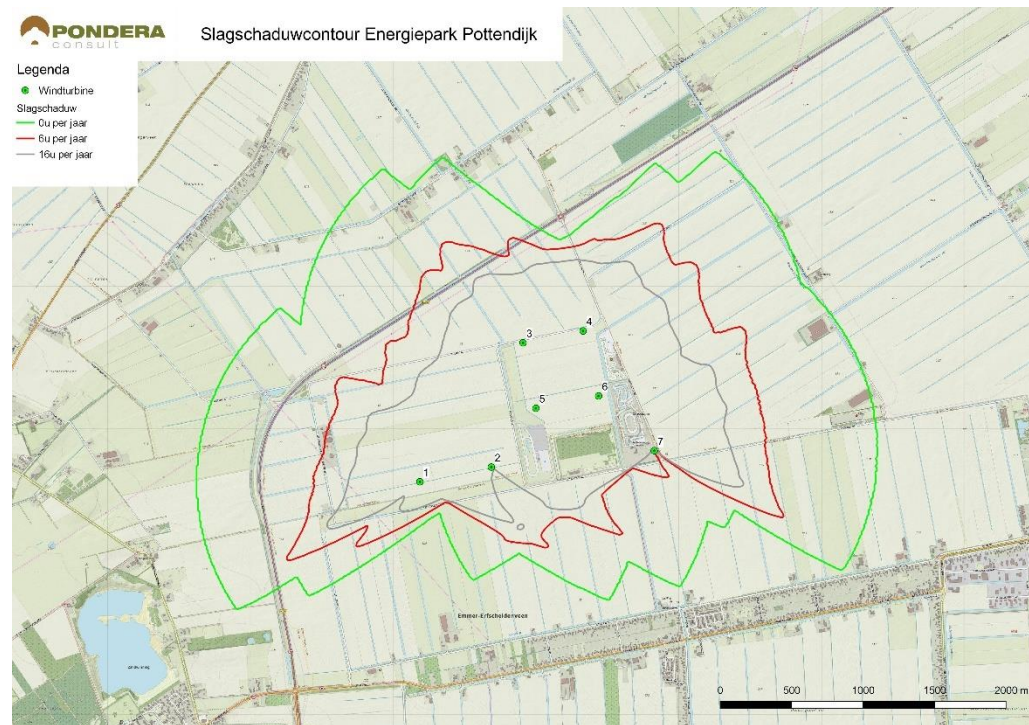 PONDERA
consult
Slagschaduwcontour Energiepark Pottendijk
Legenda
Windturbine
Slagschaduw
0u per jaar
6u per jaar
16u per jaar
4
3
6
5
7
2
1
Emmer-Erfscheidenveen
0 500 1000 1500 2000 m